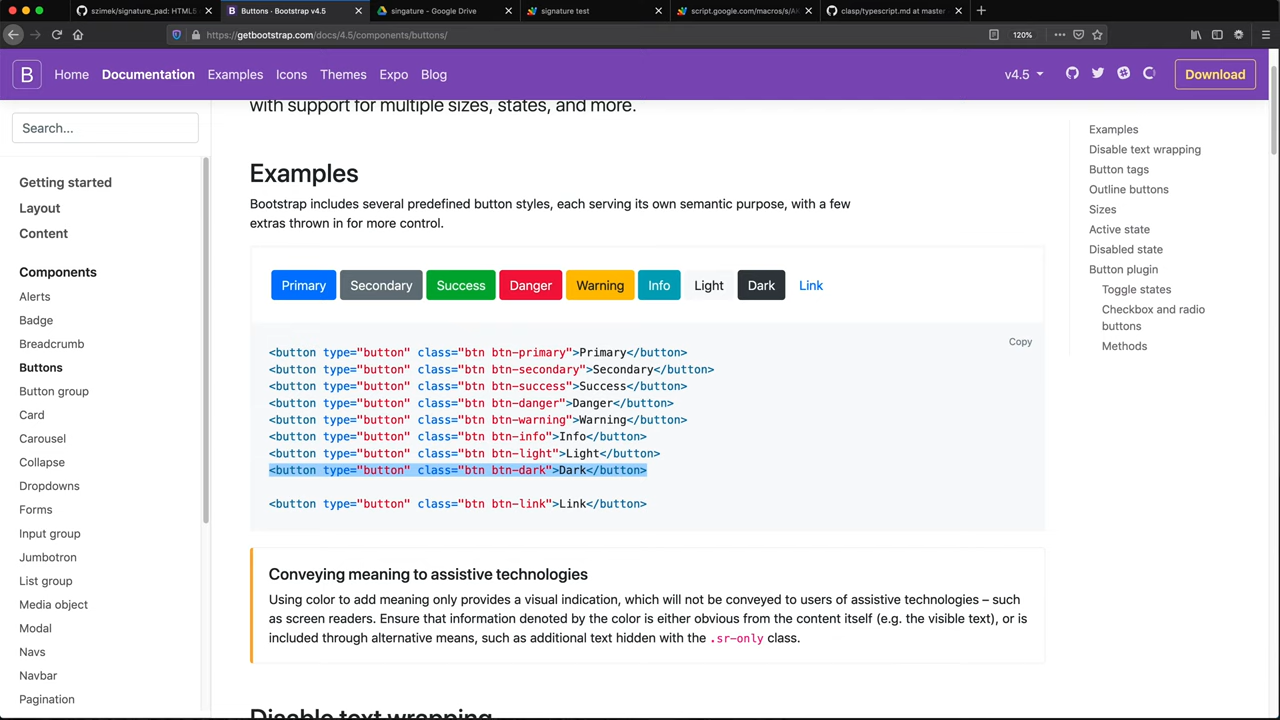 szimek/signature_pad: HTML5
Buttons · Bootstrap v4.5
singature - Google Drive
signature test
script.google.com/macros/s/AK
clasp/typescript.md at master
https://getbootstrap.com/docs/4.5/components/buttons/
120%
B
Home
Documentation
Examples
Icons
Themes
Expo
Blog
v4.5
Download
Search...
Getting started
Layout
Content
Components
Alerts
Badge
Breadcrumb
Buttons
Button group
Card
Carousel
Collapse
Dropdowns
Forms
Input group
Jumbotron
List group
Media object
Modal
Navs
Navbar
Pagination
with support for multiple sizes, states, and more.
Examples
Bootstrap includes several predefined button styles, each serving its own semantic purpose, with a few
extras thrown in for more control.
Primary
Secondary
Success
Danger
Warning
Info
Light
Dark
Link
Copy
<button type="button" class="btn btn-primary">Primary</button>
<button type="button" class="btn btn-secondary">Secondary</button>
<button type="button" class="btn btn-success">Success</button>
<button type="button" class="btn btn-danger">Danger</button>
<button type="button" class="btn btn-warning">Warning</button>
<button type="button" class="btn btn-info">Info</button>
<button type="button" class="btn btn-light">Light</button>
<button type="button" class="btn btn-dark">Dark</button>
<button type="button" class="btn btn-link">Link</button>
Conveying meaning to assistive technologies
Using color to add meaning only provides a visual indication, which will not be conveyed to users of assistive technologies – such
as screen readers. Ensure that information denoted by the color is either obvious from the content itself (e.g. the visible text), or is
included through alternative means, such as additional text hidden with the .sr-only class.
Disable text wrapping
Examples
Disable text wrapping
Button tags
Outline buttons
Sizes
Active state
Disabled state
Button plugin
Toggle states
Checkbox and radio
buttons
Methods